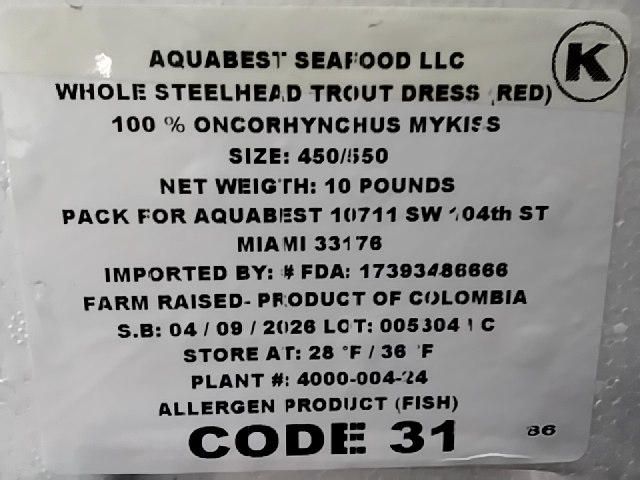 AQUABEST SEAFOOD LLC
K
WHOLE STEELHEAD TROUT DRESS (RED)
100 % ONCORHYNCHUS MYKISS
SIZE: 450/550
NET WEIGTH: 10 POUNDS
PACK FOR AQUABEST 10711 SW 104th ST
MIAMI 33176
IMPORTED BY: # FDA: 17393486666
FARM RAISED- PRODUCT OF COLOMBIA
S.B: 04 / 09 / 2026 LOT: C
STORE AT: 28 °F / 36 °F
PLANT #: 4000-004-24
ALLERGEN PRODUCT (FISH)
CODE 31